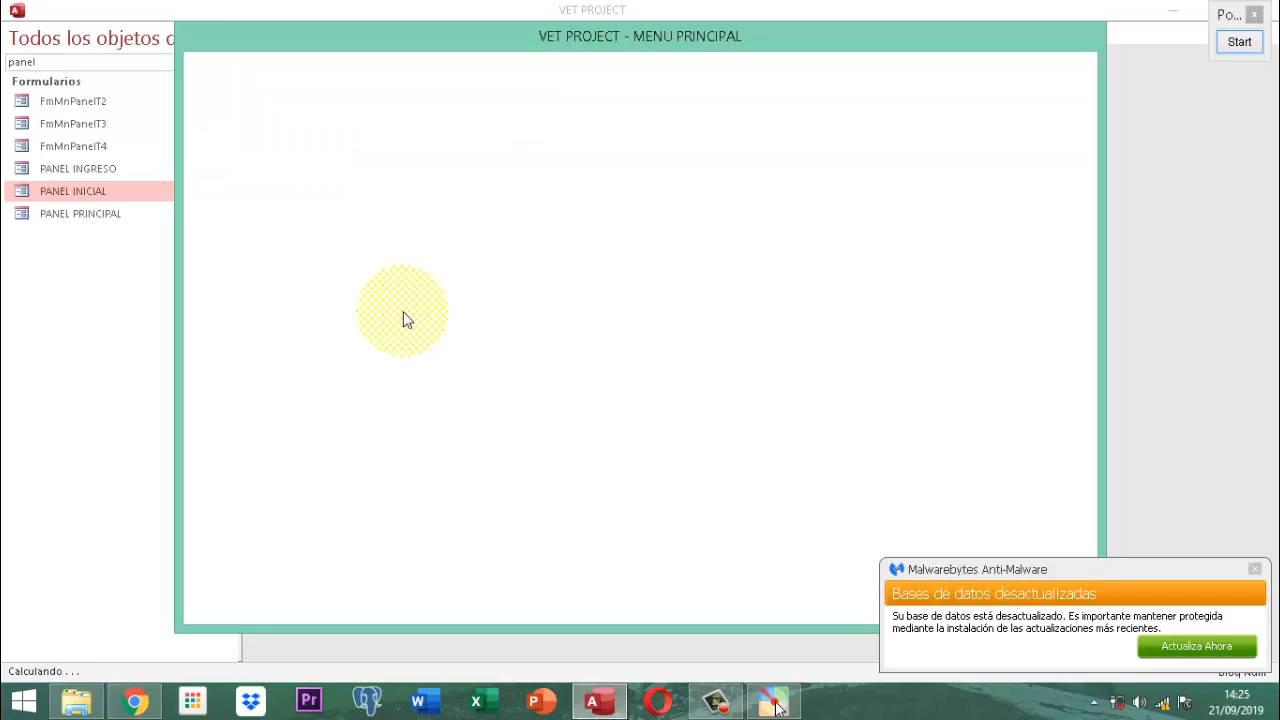 VET PROJECT
Todos los objetos d
panel
Formularios
FmMnPanelT2
FmMnPanelT3
FmMnPanelT4
PANEL INGRESO
PANEL INICIAL
PANEL PRINCIPAL
VET PROJECT - MENU PRINCIPAL
Po...
Start
Malwarebytes Anti-Malware
Bases de datos desactualizadas
Su base de datos está desactualizado. Es importante mantener protegida
mediante la instalación de las actualizaciones más recientes.
Actualiza Ahora
Calculando . . .
Bloq Num
Pr
14:25
21/09/2019